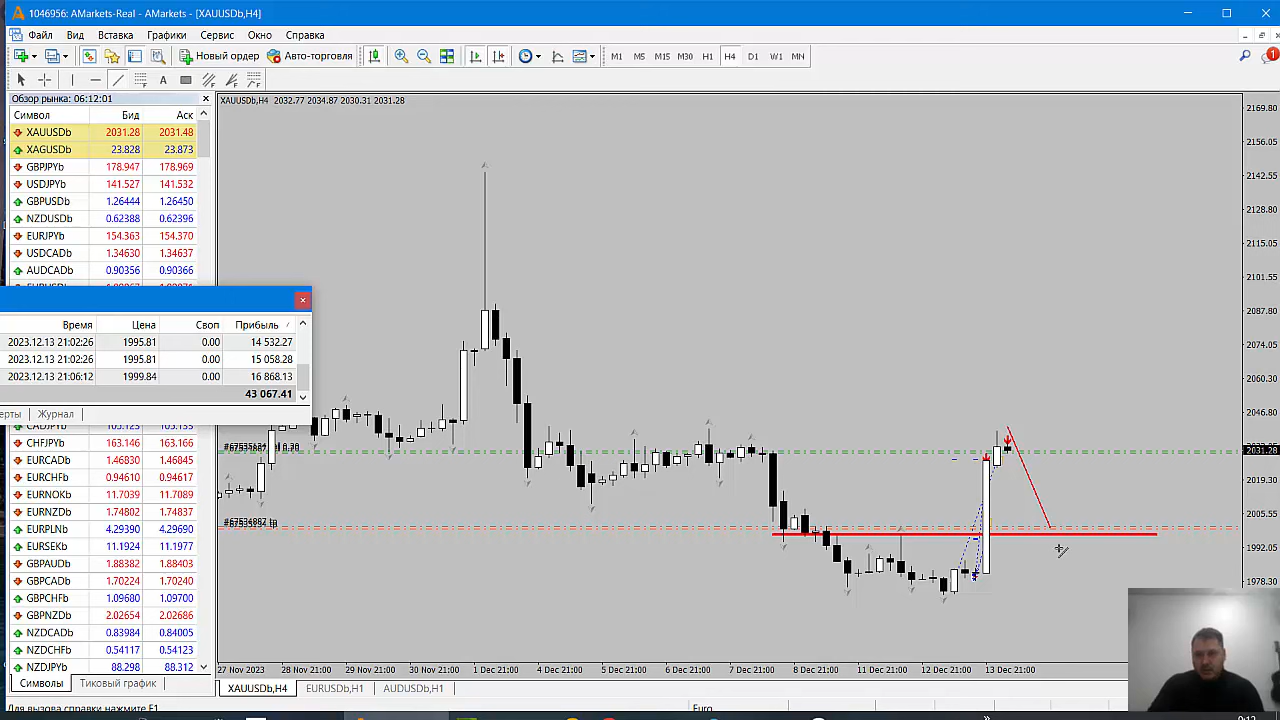 1046956: AMarkets-Real - AMarkets - [XAUUSDb,H4]
Файл Вид Вставка Графики Сервис Окно Справка
Новый ордер Авто-торговля M1 M5 M15 M30 H1 H4 D1 W1 MN
Обзор рынка: 06:12:01
Символ Бид Аск
XAUUSDb 2031.28 2031.48
XAGUSDb 23.828 23.873
GBPJPYb 178.947 178.969
USDJPYb 141.527 141.532
GBPUSDb 1.26444 1.26450
NZDUSDb 0.62388 0.62396
EURJPYb 154.363 154.370
USDCADb 1.34630 1.34637
AUDCADb 0.90356 0.90366
Время Цена Своп Прибыль /
2023.12.13 21:02:26 1995.81 0.00 14 532.27
2023.12.13 21:02:26 1995.81 0.00 15 058.28
2023.12.13 21:06:12 1999.84 0.00 16 868.13
43 067.41
Журнал
CHFJPYb 163.146 163.166
EURCADb 1.46830 1.46845
EURCHFb 0.94610 0.94617
EURNOKb 11.7039 11.7089
EURNZDb 1.74802 1.74837
EURPLNb 4.29390 4.29690
EURSEKb 11.1924 11.1977
GBPAUDb 1.88382 1.88403
GBPCADb 1.70224 1.70240
GBPCHFb 1.09680 1.09700
GBPNZDb 2.02654 2.02686
NZDCADb 0.83984 0.84005
NZDCHFb 0.54117 0.54123
NZDJPYb 88.298 88.312
Символы Тиковый график
XAUUSDb,H4 2032.77 2034.87 2030.31 2031.28
2169.80
2156.05
2142.55
2128.80
2115.05
2101.55
2087.80
2074.05
2060.30
2046.80
2031.28
2019.30
2005.55
1992.05
1978.30
27 Nov 2023 28 Nov 21:00 29 Nov 21:00 30 Nov 21:00 1 Dec 21:00 4 Dec 21:00 5 Dec 21:00 6 Dec 21:00 7 Dec 21:00 8 Dec 21:00 11 Dec 21:00 12 Dec 21:00 13 Dec 21:00
XAUUSDb,H4 EURUSDb,H1 AUDUSDb,H1
Для вызова справки нажмите F1 Euro